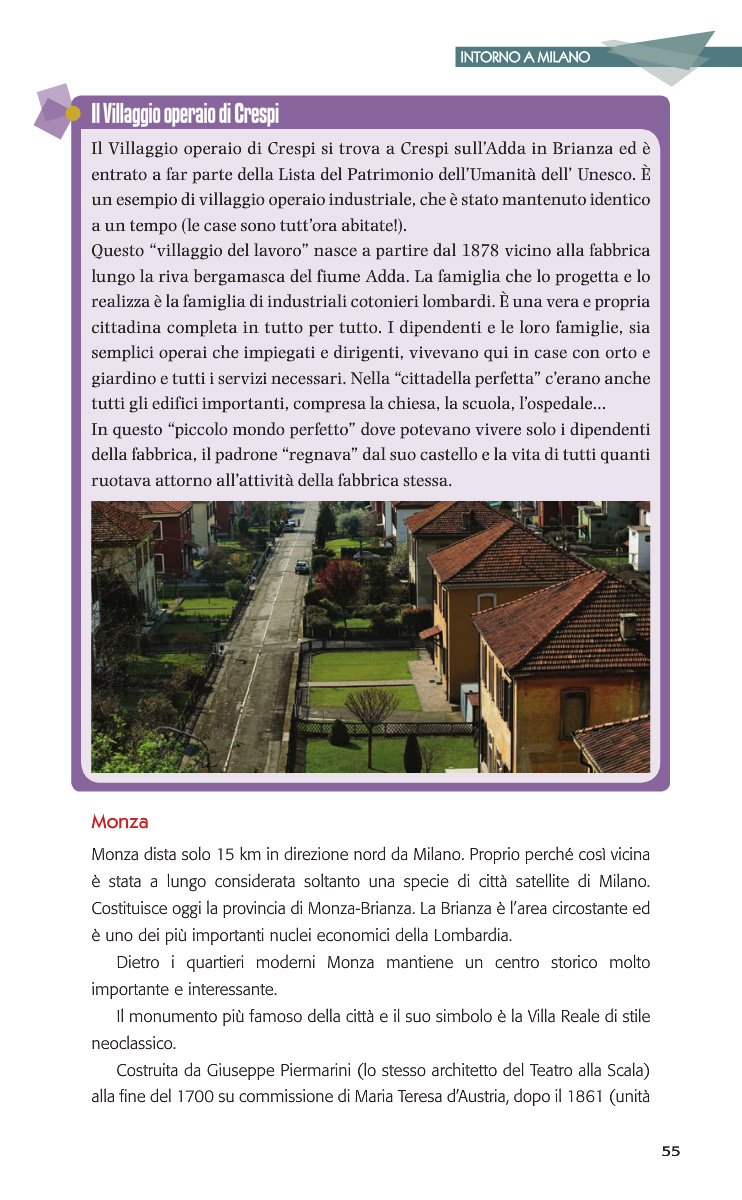 INTORNO A MILANO
Il Villaggio operaio di Crespi
Il Villaggio operaio di Crespi si trova a Crespi sull’Adda in Brianza ed è
entrato a far parte della Lista del Patrimonio dell’Umanità dell’ Unesco. È
un esempio di villaggio operaio industriale, che è stato mantenuto identico
a un tempo (le case sono tutt’ora abitate!).
Questo “villaggio del lavoro” nasce a partire dal 1878 vicino alla fabbrica
lungo la riva bergamasca del fiume Adda. La famiglia che lo progetta e lo
realizza è la famiglia di industriali cotonieri lombardi. È una vera e propria
cittadina completa in tutto per tutto. I dipendenti e le loro famiglie, sia
semplici operai che impiegati e dirigenti, vivevano qui in case con orto e
giardino e tutti i servizi necessari. Nella “cittadella perfetta” c’erano anche
tutti gli edifici importanti, compresa la chiesa, la scuola, l’ospedale...
In questo “piccolo mondo perfetto” dove potevano vivere solo i dipendenti
della fabbrica, il padrone “regnava” dal suo castello e la vita di tutti quanti
ruotava attorno all’attività della fabbrica stessa.
Monza
Monza dista solo 15 km in direzione nord da Milano. Proprio perché così vicina
è stata a lungo considerata soltanto una specie di città satellite di Milano.
Costituisce oggi la provincia di Monza-Brianza. La Brianza è l’area circostante ed
è uno dei più importanti nuclei economici della Lombardia.
Dietro i quartieri moderni Monza mantiene un centro storico molto
importante e interessante.
Il monumento più famoso della città e il suo simbolo è la Villa Reale di stile
neoclassico.
Costruita da Giuseppe Piermarini (lo stesso architetto del Teatro alla Scala)
alla fine del 1700 su commissione di Maria Teresa d’Austria, dopo il 1861 (unità
55